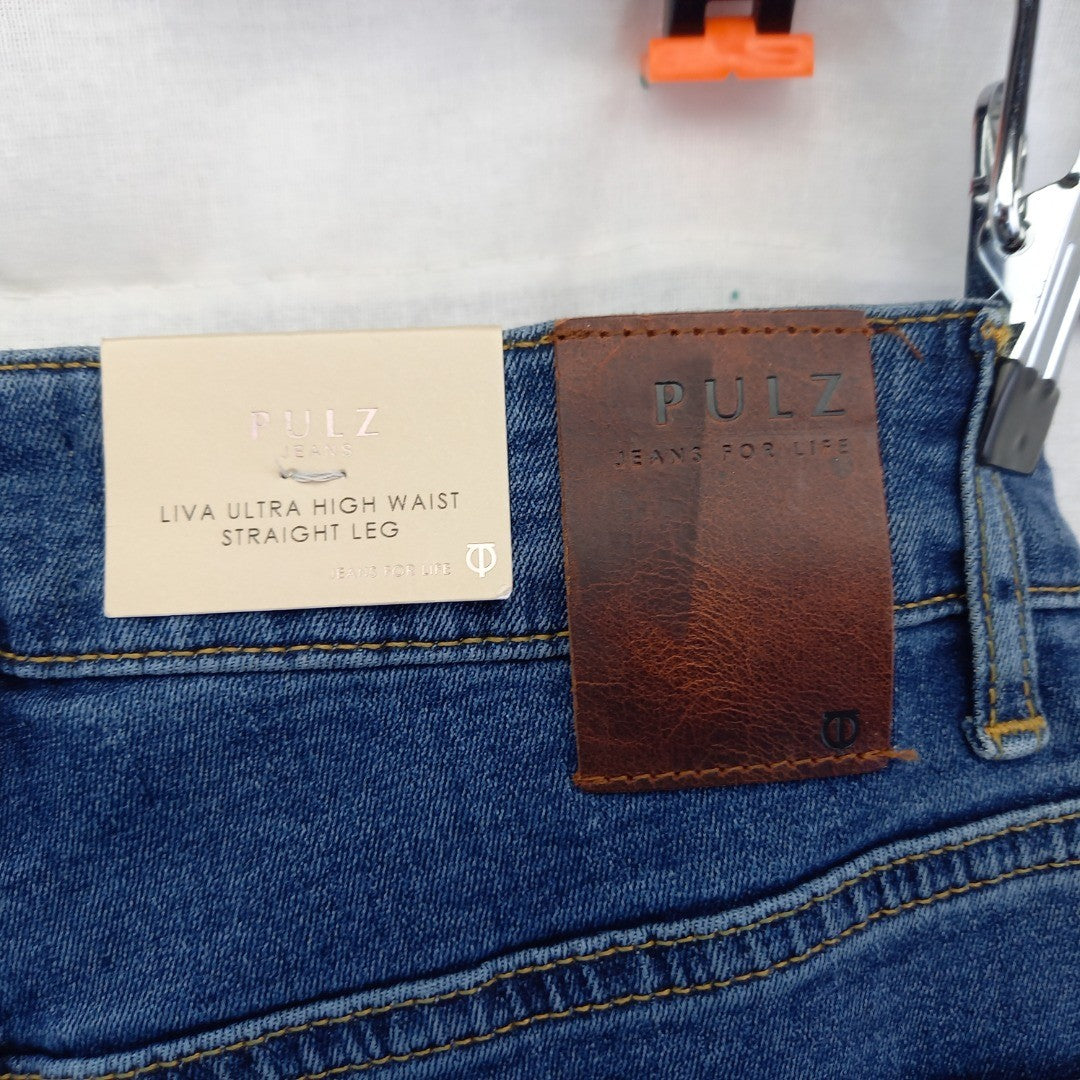 PULZ
JEANS
LIVA ULTRA HIGH WAIST
STRAIGHT LEG
JEANS FOR LIFE
PULZ
JEANS FOR LIFE